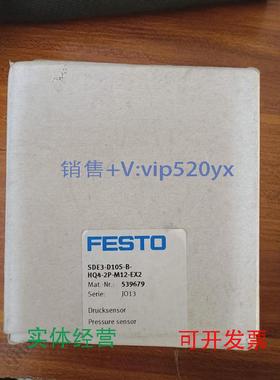 销售+V:vip520yx
FESTO
SDE3-D10S-B-
HQ4-2P-M12-EX2
Mat.-Nr.: 539679
Serie: JO13
Drucksensor
Pressure sensor
实体经营 可开发票